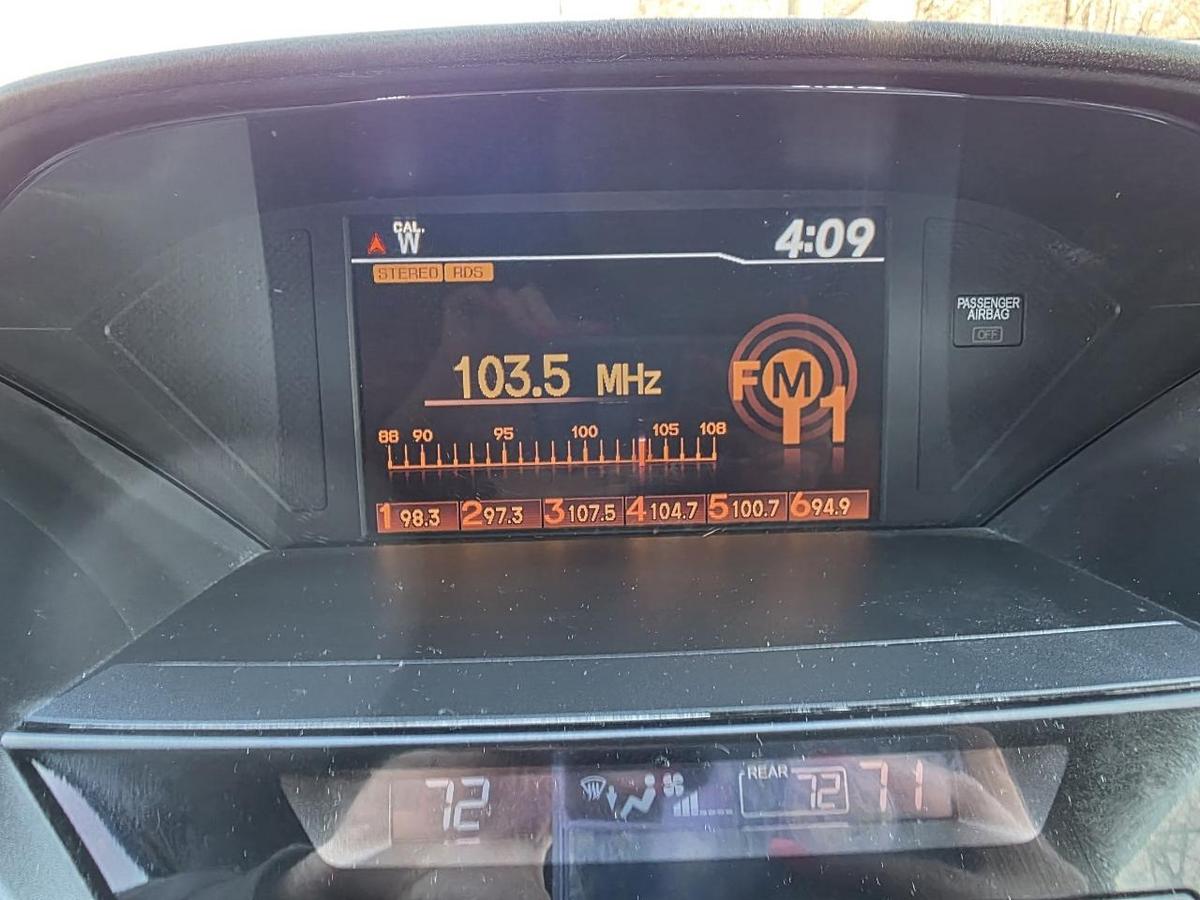 CAL.
W
4:09
STEREO RDS
PASSENGER
AIRBAG
OFF
103.5 MHz
FM 1
88 90 95 100 105 108
1 98.3 2 97.3 3 107.5 4 104.7 5 100.7 6 94.9
72 REAR 72 71